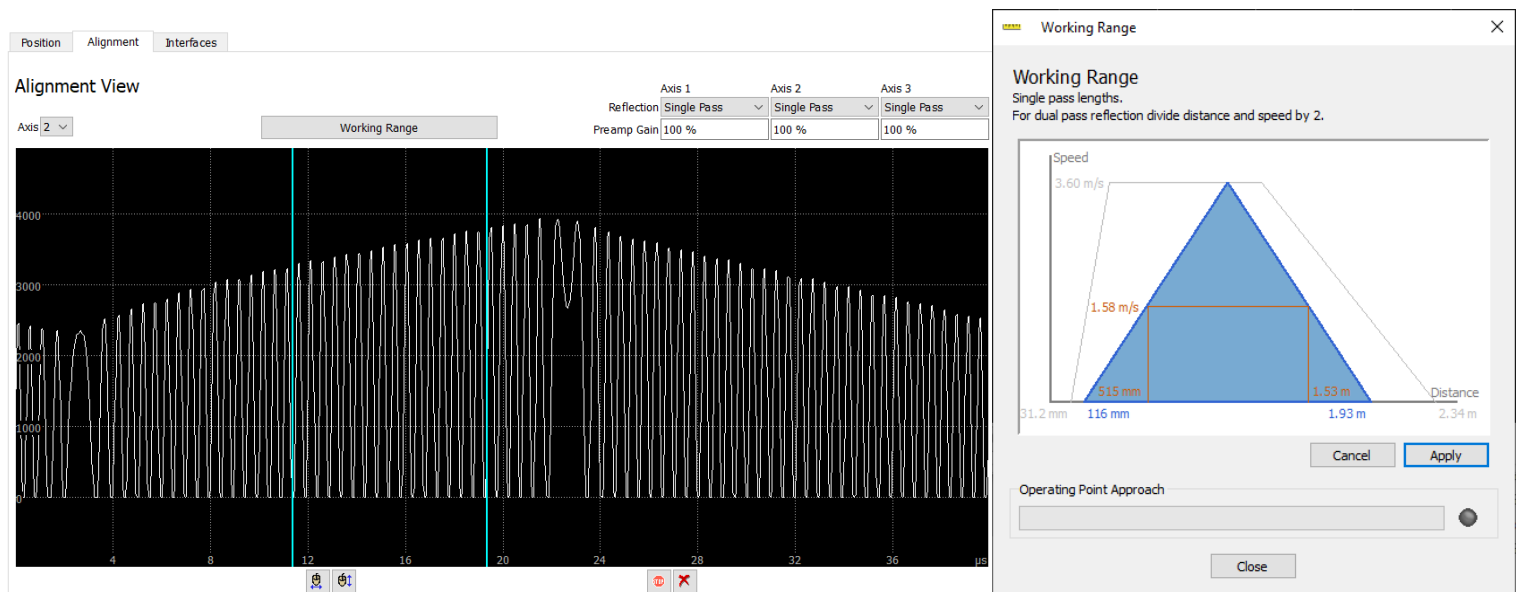 Position Alignment Interfaces
Alignment View
Axis 1 Axis 2 Axis 3
Reflection Single Pass Single Pass Single Pass
Axis 2 Working Range Preamp Gain 100 % 100 % 100 %
4000
3000
2000
1000
0
4 8 12 16 20 24 28 32 36 µs
Working Range
Working Range
Single pass lengths.
For dual pass reflection divide distance and speed by 2.
Speed
3.60 m/s
1.58 m/s
515 mm 1.53 m Distance
31.2 mm 116 mm 1.93 m 2.34 m
Cancel Apply
Operating Point Approach
Close